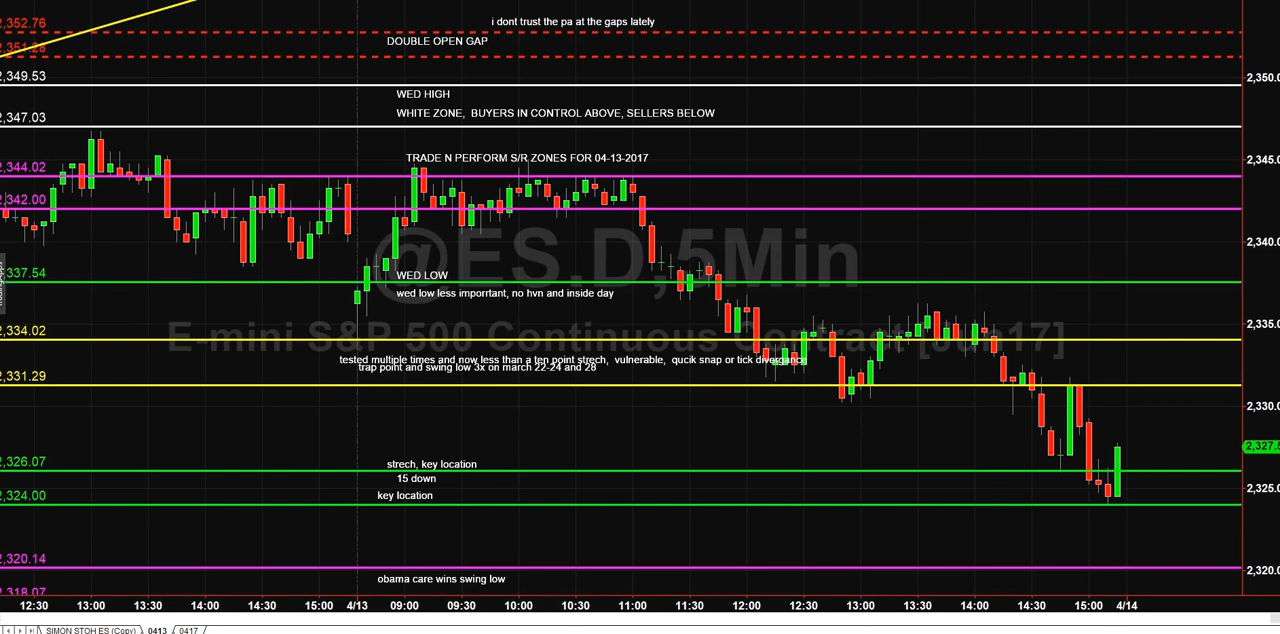 i dont trust the pa at the gaps lately
2,352.76
DOUBLE OPEN GAP
2,351.28
2,349.53
2,350.0
WED HIGH
WHITE ZONE, BUYERS IN CONTROL ABOVE, SELLERS BELOW
2,347.03
TRADE N PERFORM S/R ZONES FOR 04-13-2017
2,345.0
2,344.02
2,342.00
2,340.0
@ES.D,5Min
WED LOW
2,337.54
wed low less imporrtant, no hvn and inside day
E-mini S&P 500 Continuous Contract [Jun17]
2,335.0
2,334.02
tested multiple times and now less than a ten point strech, vulnerable, qucik snap or tick divergance
trap point and swing low 3x on march 22-24 and 28
2,331.29
2,330.0
2,327.
2,326.07
strech, key location
15 down
2,325.0
2,324.00
key location
2,320.14
2,320.0
obama care wins swing low
2,318.07
12:30 13:00 13:30 14:00 14:30 15:00 4/13 09:00 09:30 10:00 10:30 11:00 11:30 12:00 12:30 13:00 13:30 14:00 14:30 15:00 4/14
SIMON STOH ES (Copy) 0413 0417